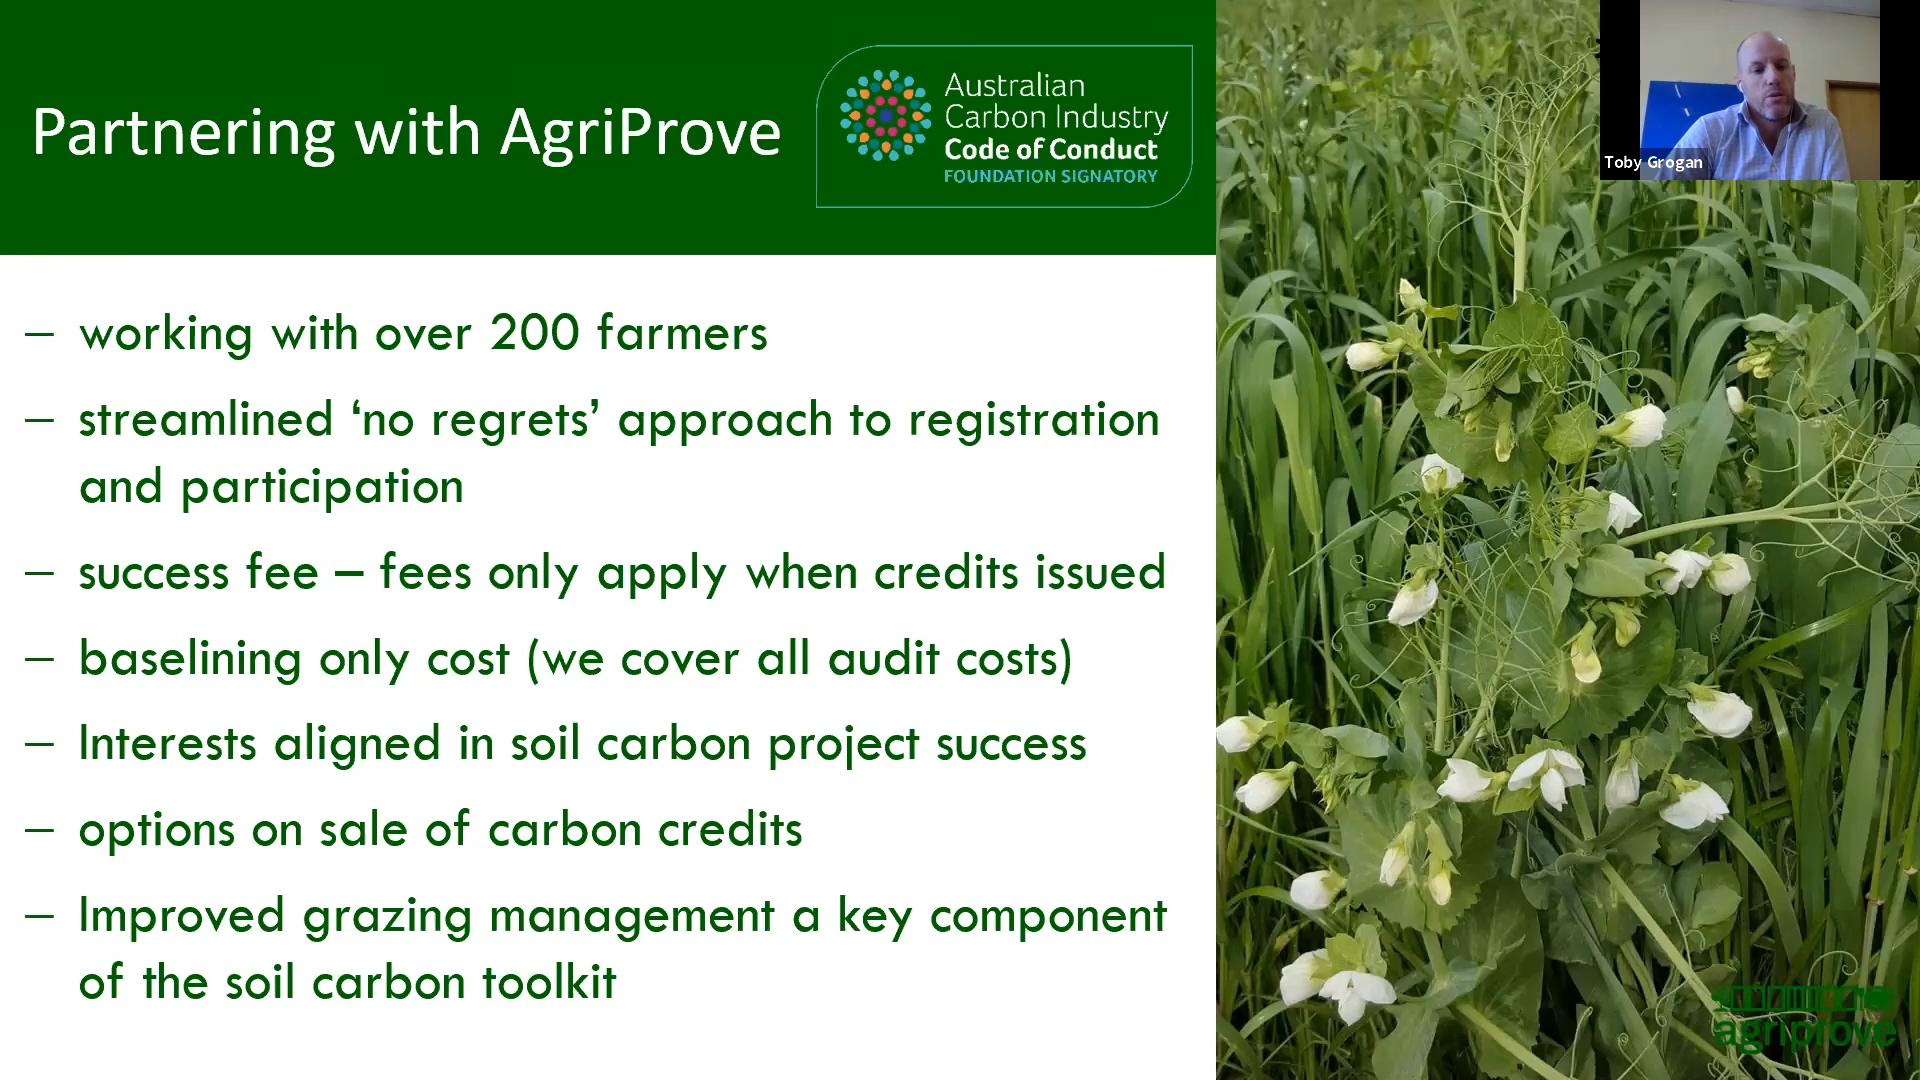 Partnering with AgriProve
Australian
Carbon Industry
Code of Conduct
FOUNDATION SIGNATORY
Toby Grogan
– working with over 200 farmers
– streamlined ‘no regrets’ approach to registration
and participation
– success fee – fees only apply when credits issued
– baselining only cost (we cover all audit costs)
– Interests aligned in soil carbon project success
– options on sale of carbon credits
– Improved grazing management a key component
of the soil carbon toolkit
agriprove